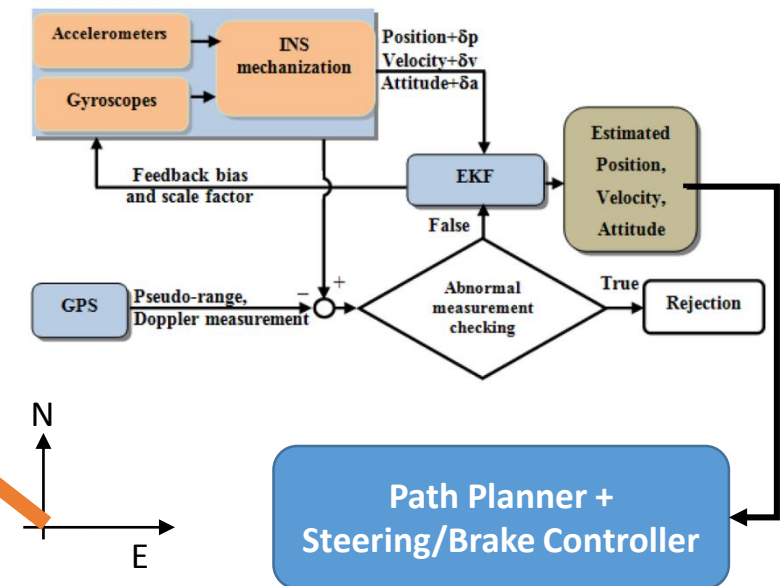 Accelerometers
Gyroscopes
INS
mechanization
Position+δp
Velocity+δv
Attitude+δa
Feedback bias
and scale factor
EKF
Estimated
Position,
Velocity,
Attitude
False
GPS
Pseudo-range,
Doppler measurement
−
+
Abnormal
measurement
checking
True
Rejection
N
E
Path Planner +
Steering/Brake Controller